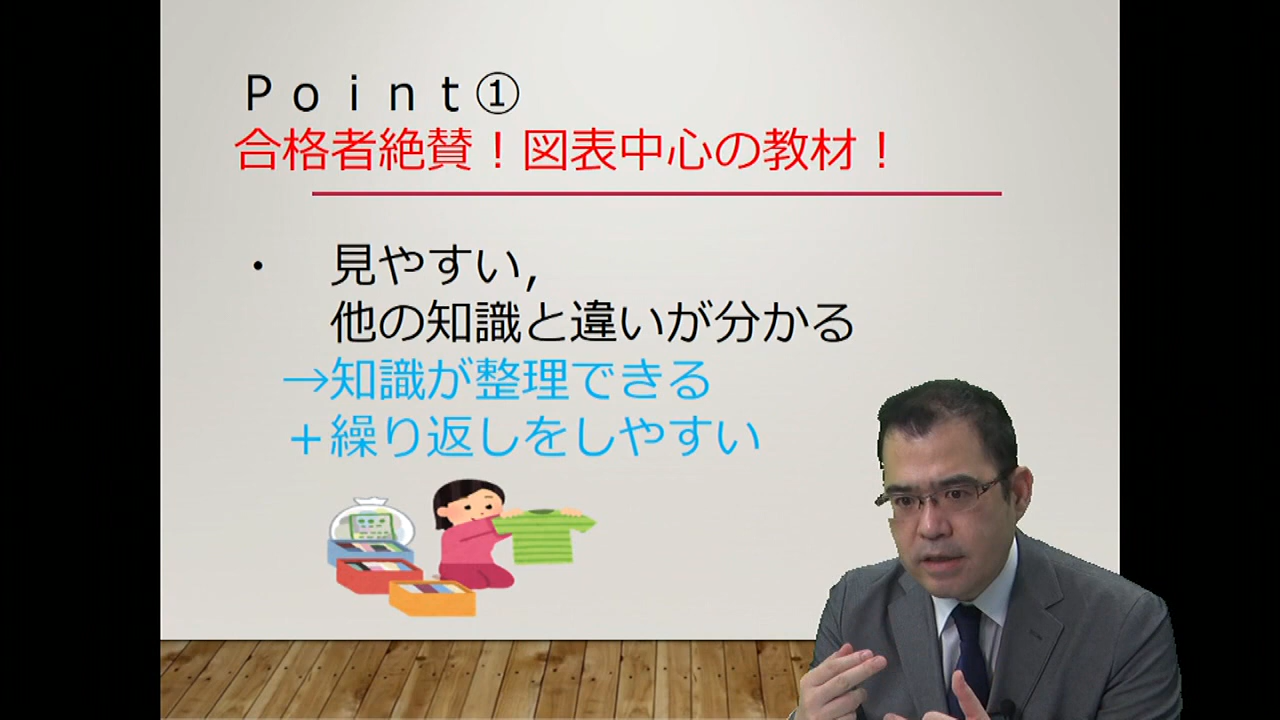 Ｐｏｉｎｔ①
合格者絶賛！図表中心の教材！
・　見やすい，
他の知識と違いが分かる
→知識が整理できる
＋繰り返しをしやすい